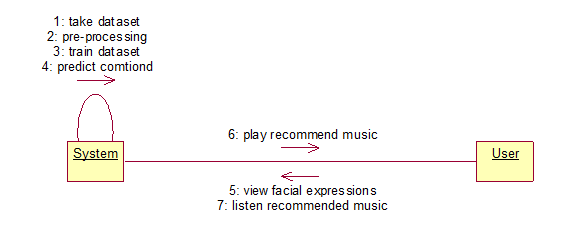 1: take dataset
2: pre-processing
3: train dataset
4: predict comtiond
6: play recommend music
System
User
5: view facial expressions
7: listen recommended music